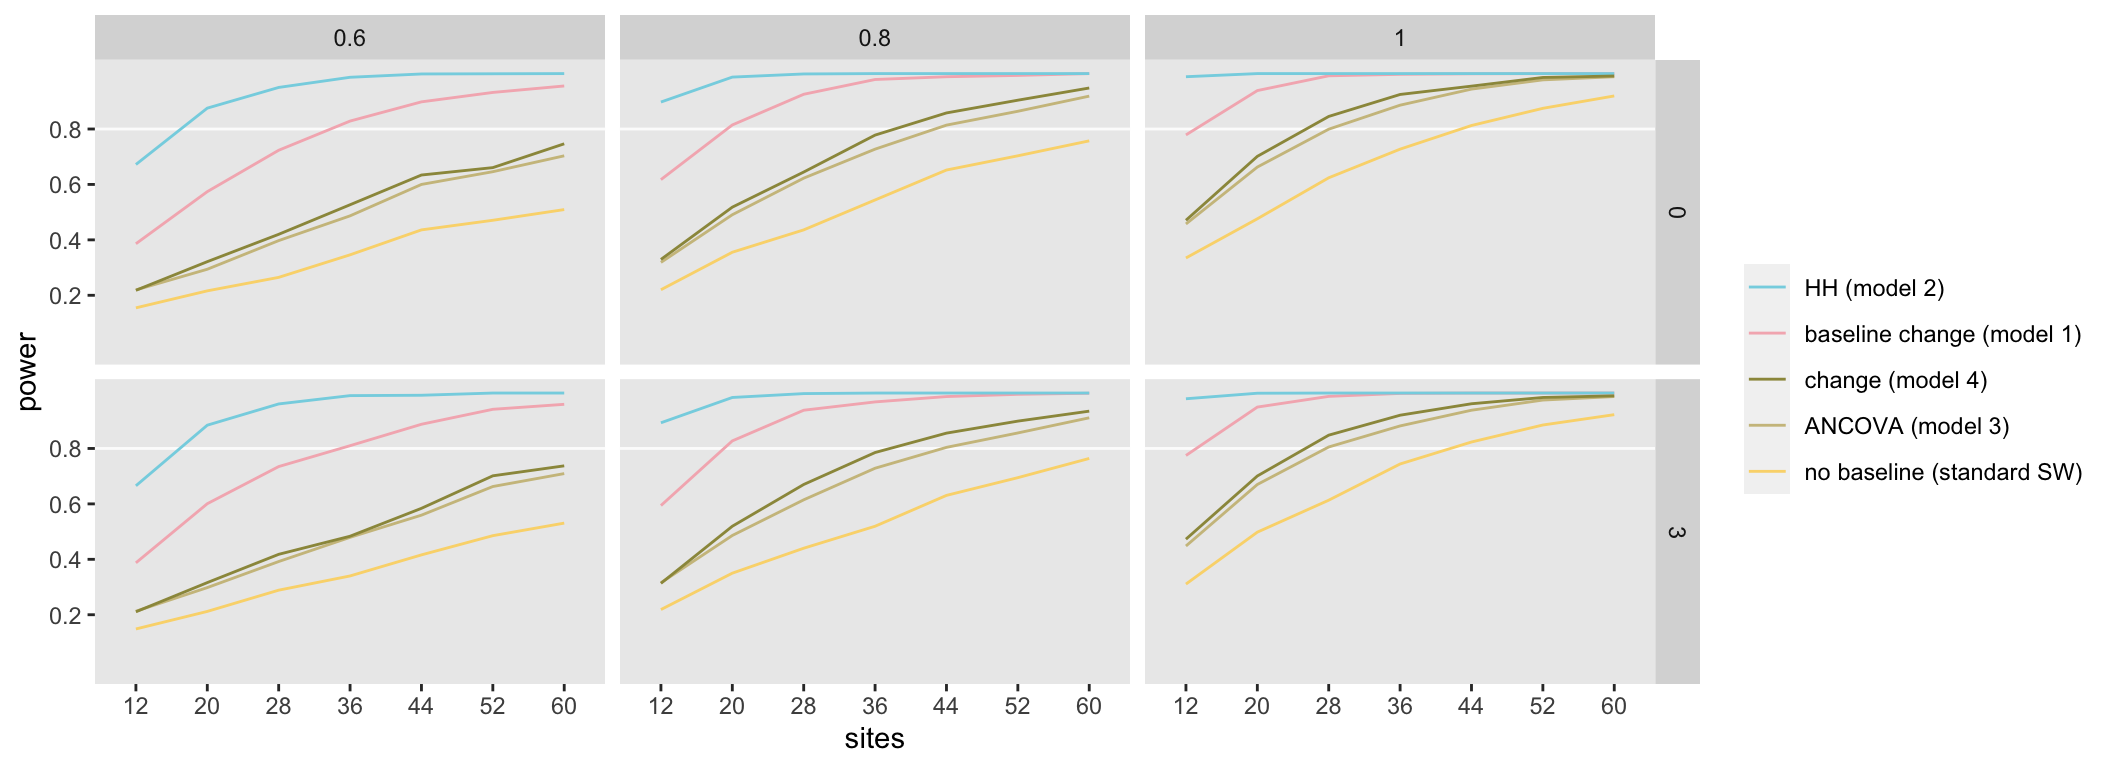 0.6 0.8 1
0.8
0.6
0.4
0.2
0
power
0.8
0.6
0.4
0.2
3
12 20 28 36 44 52 60 12 20 28 36 44 52 60 12 20 28 36 44 52 60
sites
HH (model 2)
baseline change (model 1)
change (model 4)
ANCOVA (model 3)
no baseline (standard SW)